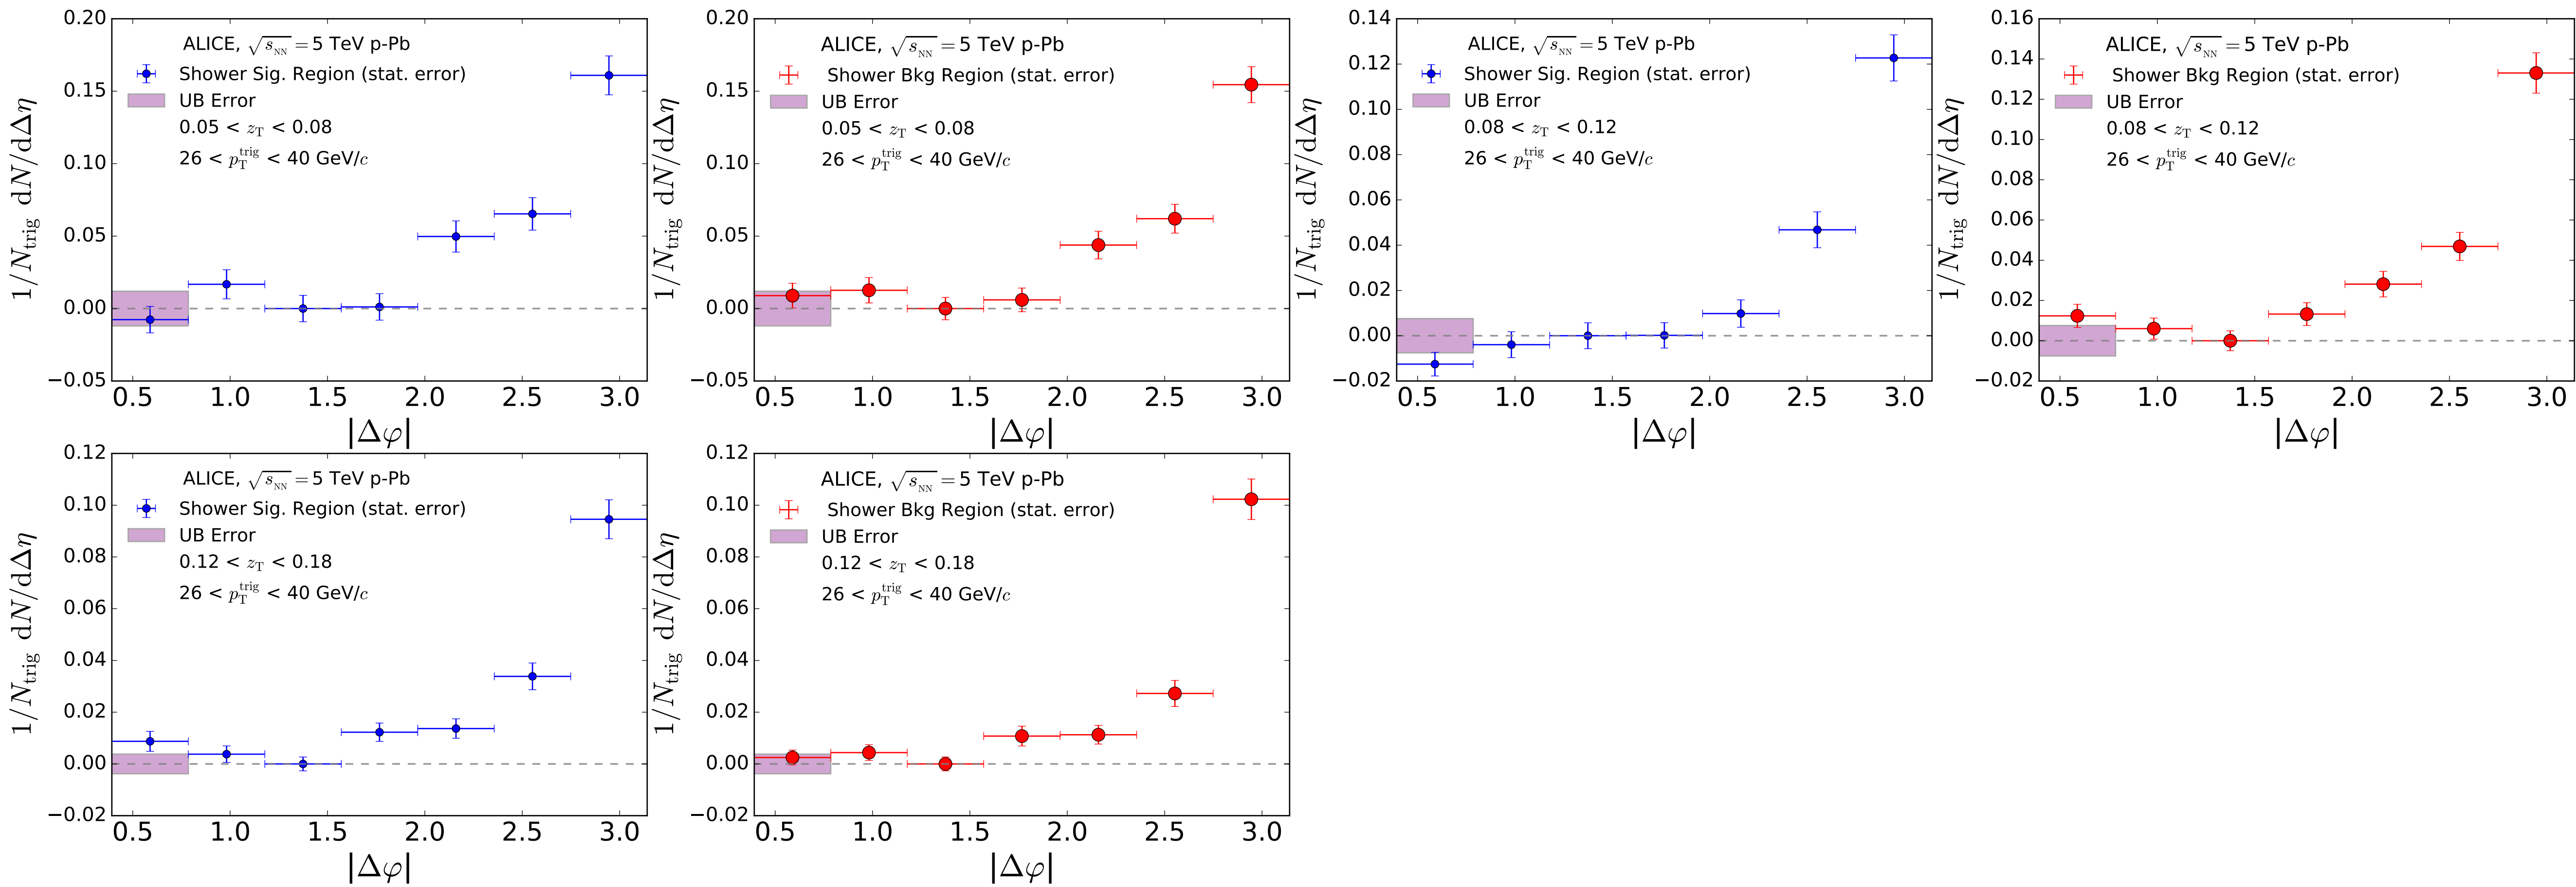 0.20
0.15
0.10
0.05
0.00
−0.05
1/N_trig dN/dΔη
ALICE, √s_NN = 5 TeV p-Pb
Shower Sig. Region (stat. error)
UB Error
0.05 < z_T < 0.08
26 < p_T^trig < 40 GeV/c
0.5 1.0 1.5 2.0 2.5 3.0
|Δφ|
0.20
0.15
0.10
0.05
0.00
−0.05
1/N_trig dN/dΔη
ALICE, √s_NN = 5 TeV p-Pb
Shower Bkg Region (stat. error)
UB Error
0.05 < z_T < 0.08
26 < p_T^trig < 40 GeV/c
0.5 1.0 1.5 2.0 2.5 3.0
|Δφ|
0.14
0.12
0.10
0.08
0.06
0.04
0.02
0.00
−0.02
1/N_trig dN/dΔη
ALICE, √s_NN = 5 TeV p-Pb
Shower Sig. Region (stat. error)
UB Error
0.08 < z_T < 0.12
26 < p_T^trig < 40 GeV/c
0.5 1.0 1.5 2.0 2.5 3.0
|Δφ|
0.16
0.14
0.12
0.10
0.08
0.06
0.04
0.02
0.00
−0.02
1/N_trig dN/dΔη
ALICE, √s_NN = 5 TeV p-Pb
Shower Bkg Region (stat. error)
UB Error
0.08 < z_T < 0.12
26 < p_T^trig < 40 GeV/c
0.5 1.0 1.5 2.0 2.5 3.0
|Δφ|
0.12
0.10
0.08
0.06
0.04
0.02
0.00
−0.02
1/N_trig dN/dΔη
ALICE, √s_NN = 5 TeV p-Pb
Shower Sig. Region (stat. error)
UB Error
0.12 < z_T < 0.18
26 < p_T^trig < 40 GeV/c
0.5 1.0 1.5 2.0 2.5 3.0
|Δφ|
0.12
0.10
0.08
0.06
0.04
0.02
0.00
−0.02
1/N_trig dN/dΔη
ALICE, √s_NN = 5 TeV p-Pb
Shower Bkg Region (stat. error)
UB Error
0.12 < z_T < 0.18
26 < p_T^trig < 40 GeV/c
0.5 1.0 1.5 2.0 2.5 3.0
|Δφ|